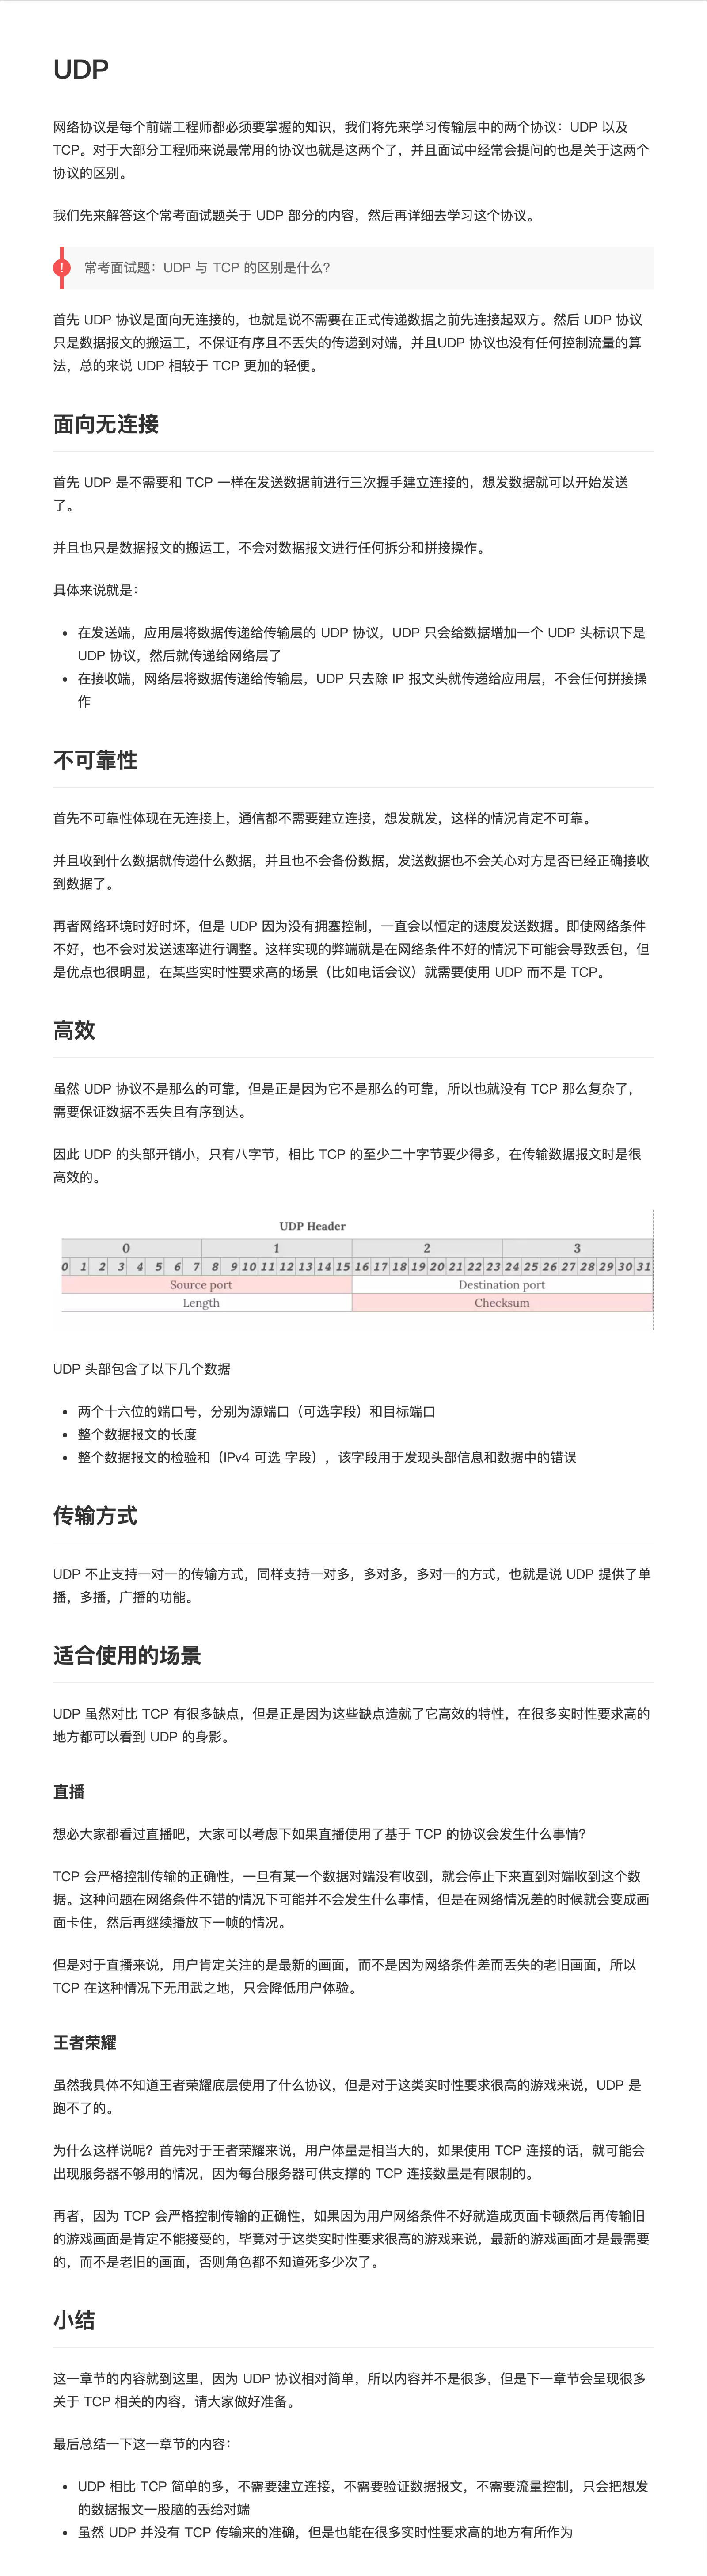 UDP
网络协议是每个前端工程师都必须要掌握的知识，我们将先来学习传输层中的两个协议：UDP 以及
TCP。对于大部分工程师来说最常用的协议也就是这两个了，并且面试中经常会提问的也是关于这两个
协议的区别。
我们先来解答这个常考面试题关于 UDP 部分的内容，然后再详细去学习这个协议。
常考面试题：UDP 与 TCP 的区别是什么？
首先 UDP 协议是面向无连接的，也就是说不需要在正式传递数据之前先连接起双方。然后 UDP 协议
只是数据报文的搬运工，不保证有序且不丢失的传递到对端，并且UDP 协议也没有任何控制流量的算
法，总的来说 UDP 相较于 TCP 更加的轻便。
面向无连接
首先 UDP 是不需要和 TCP 一样在发送数据前进行三次握手建立连接的，想发数据就可以开始发送
了。
并且也只是数据报文的搬运工，不会对数据报文进行任何拆分和拼接操作。
具体来说就是：
• 在发送端，应用层将数据传递给传输层的 UDP 协议，UDP 只会给数据增加一个 UDP 头标识下是
UDP 协议，然后就传递给网络层了
• 在接收端，网络层将数据传递给传输层，UDP 只去除 IP 报文头就传递给应用层，不会任何拼接操
作
不可靠性
首先不可靠性体现在无连接上，通信都不需要建立连接，想发就发，这样的情况肯定不可靠。
并且收到什么数据就传递什么数据，并且也不会备份数据，发送数据也不会关心对方是否已经正确接收
到数据了。
再者网络环境时好时坏，但是 UDP 因为没有拥塞控制，一直会以恒定的速度发送数据。即使网络条件
不好，也不会对发送速率进行调整。这样实现的弊端就是在网络条件不好的情况下可能会导致丢包，但
是优点也很明显，在某些实时性要求高的场景（比如电话会议）就需要使用 UDP 而不是 TCP。
高效
虽然 UDP 协议不是那么的可靠，但是正是因为它不是那么的可靠，所以也就没有 TCP 那么复杂了，
需要保证数据不丢失且有序到达。
因此 UDP 的头部开销小，只有八字节，相比 TCP 的至少二十字节要少得多，在传输数据报文时是很
高效的。
UDP Header
0 1 2 3
0 1 2 3 4 5 6 7 8 9 10 11 12 13 14 15 16 17 18 19 20 21 22 23 24 25 26 27 28 29 30 31
Source port Destination port
Length Checksum
UDP 头部包含了以下几个数据
• 两个十六位的端口号，分别为源端口（可选字段）和目标端口
• 整个数据报文的长度
• 整个数据报文的检验和（IPv4 可选 字段），该字段用于发现头部信息和数据中的错误
传输方式
UDP 不止支持一对一的传输方式，同样支持一对多，多对多，多对一的方式，也就是说 UDP 提供了单
播，多播，广播的功能。
适合使用的场景
UDP 虽然对比 TCP 有很多缺点，但是正是因为这些缺点造就了它高效的特性，在很多实时性要求高的
地方都可以看到 UDP 的身影。
直播
想必大家都看过直播吧，大家可以考虑下如果直播使用了基于 TCP 的协议会发生什么事情？
TCP 会严格控制传输的正确性，一旦有某一个数据对端没有收到，就会停止下来直到对端收到这个数
据。这种问题在网络条件不错的情况下可能并不会发生什么事情，但是在网络情况差的时候就会变成画
面卡住，然后再继续播放下一帧的情况。
但是对于直播来说，用户肯定关注的是最新的画面，而不是因为网络条件差而丢失的老旧画面，所以
TCP 在这种情况下无用武之地，只会降低用户体验。
王者荣耀
虽然我具体不知道王者荣耀底层使用了什么协议，但是对于这类实时性要求很高的游戏来说，UDP 是
跑不了的。
为什么这样说呢？首先对于王者荣耀来说，用户体量是相当大的，如果使用 TCP 连接的话，就可能会
出现服务器不够用的情况，因为每台服务器可供支撑的 TCP 连接数量是有限制的。
再者，因为 TCP 会严格控制传输的正确性，如果因为用户网络条件不好就造成页面卡顿然后再传输旧
的游戏画面是肯定不能接受的，毕竟对于这类实时性要求很高的游戏来说，最新的游戏画面才是最需要
的，而不是老旧的画面，否则角色都不知道死多少次了。
小结
这一章节的内容就到这里，因为 UDP 协议相对简单，所以内容并不是很多，但是下一章节会呈现很多
关于 TCP 相关的内容，请大家做好准备。
最后总结一下这一章节的内容：
• UDP 相比 TCP 简单的多，不需要建立连接，不需要验证数据报文，不需要流量控制，只会把想发
的数据报文一股脑的丢给对端
• 虽然 UDP 并没有 TCP 传输来的准确，但是也能在很多实时性要求高的地方有所作为